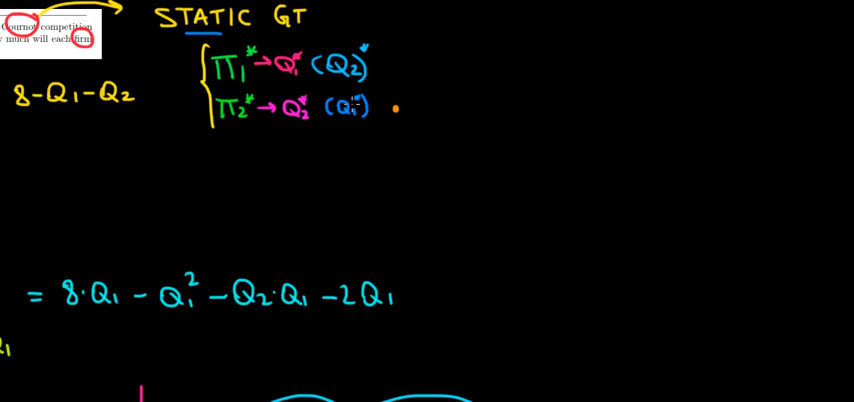 Cournot competition
much will each firm
STATIC GT
Π₁* → Q₁* (Q₂)*
8 - Q₁ - Q₂
Π₂* → Q₂* (Q₁*)
= 8·Q₁ - Q₁² - Q₂·Q₁ - 2Q₁
Q₁